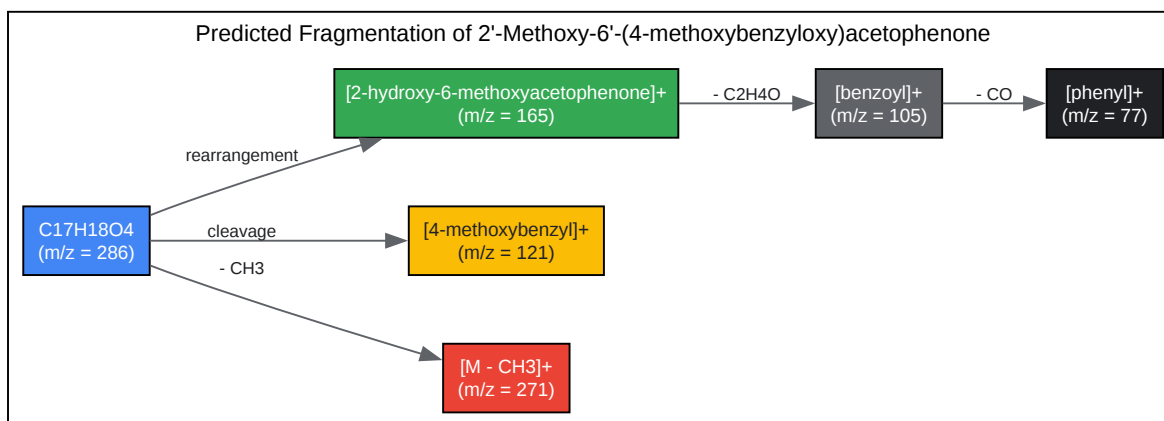 Predicted Fragmentation of 2'-Methoxy-6'-(4-methoxybenzyloxy)acetophenone
[2-hydroxy-6-methoxyacetophenone]+
(m/z = 165)
- C2H4O
[benzoyl]+
(m/z = 105)
- CO
[phenyl]+
(m/z = 77)
rearrangement
C17H18O4
(m/z = 286)
cleavage
[4-methoxybenzyl]+
(m/z = 121)
- CH3
[M - CH3]+
(m/z = 271)